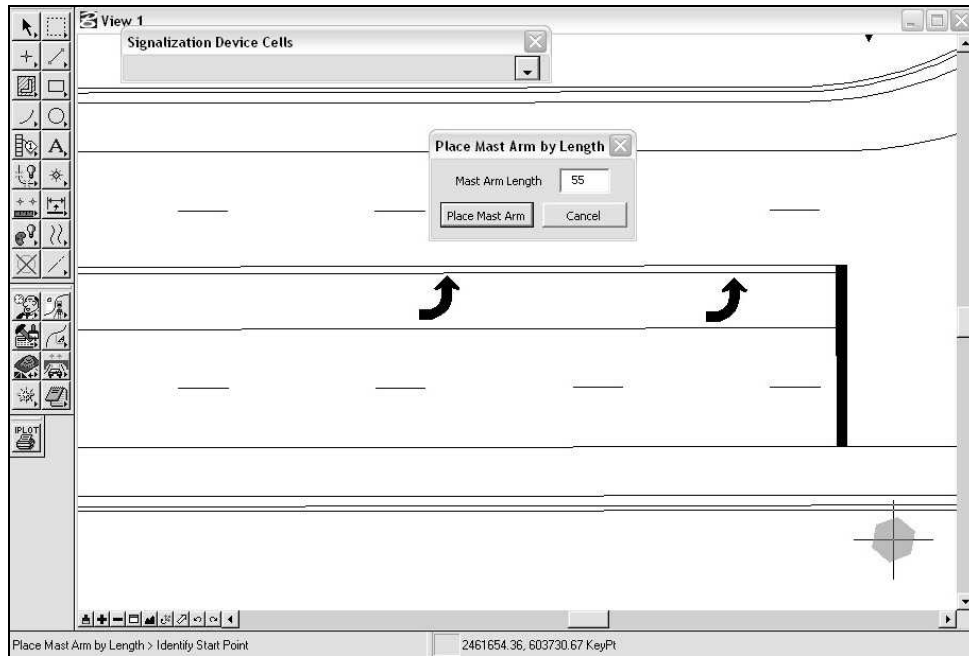 View 1
Signalization Device Cells
Place Mast Arm by Length
Mast Arm Length 55
Place Mast Arm Cancel
A
IPLOT
Place Mast Arm by Length > Identify Start Point 2461654.36, 603730.67 KeyPt